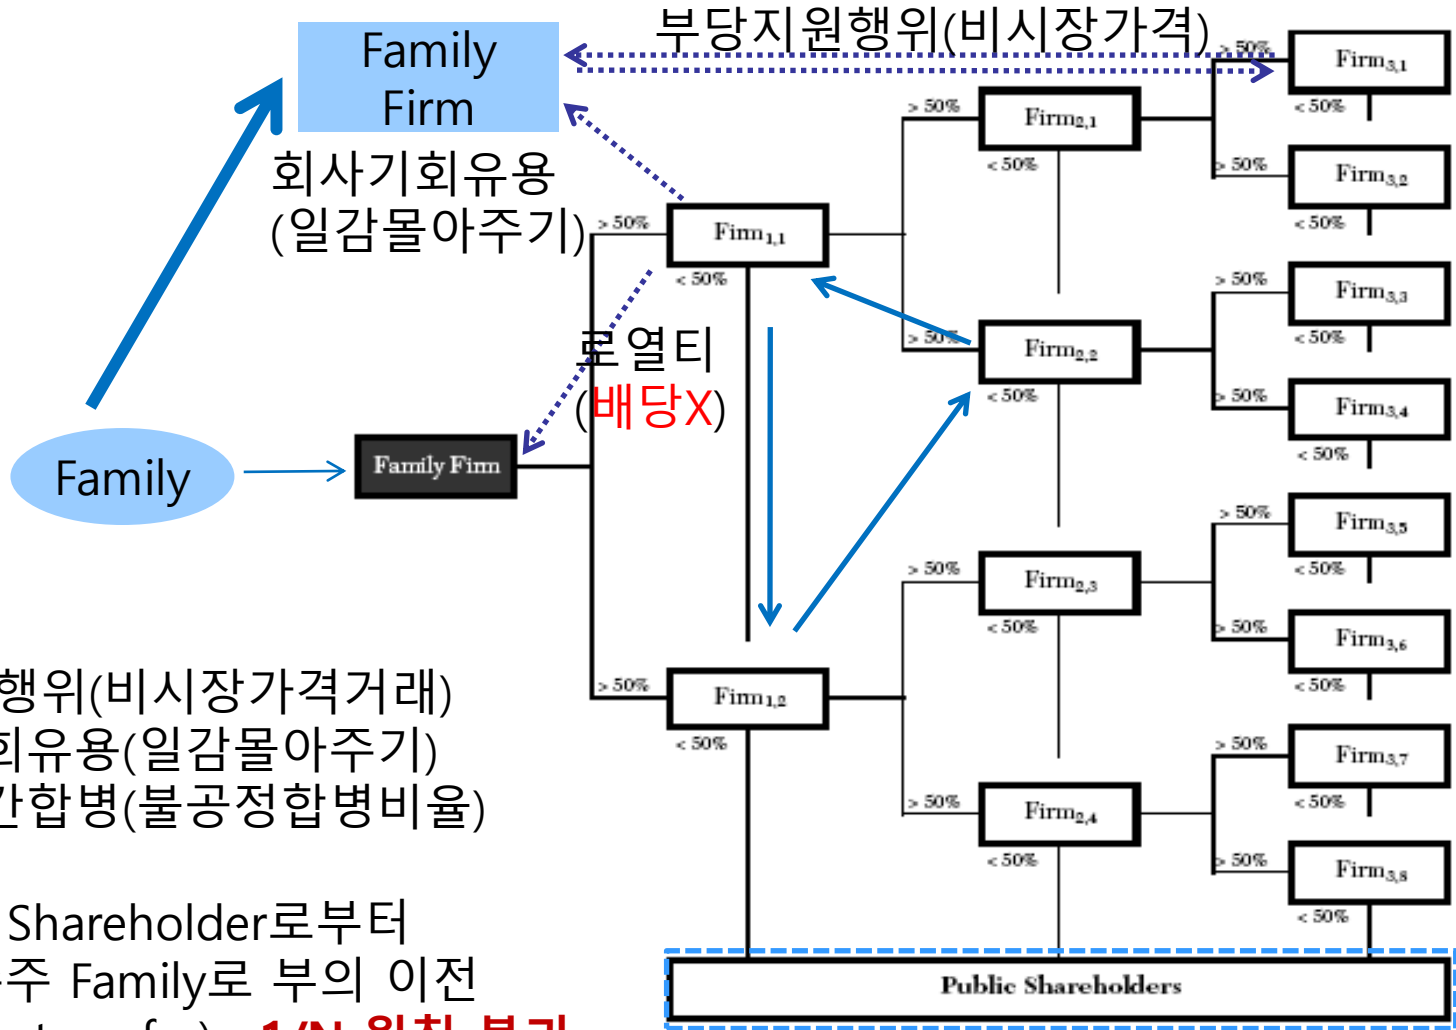 부당지원행위(비시장가격)
Family
Firm
회사기회유용
(일감몰아주기)
로열티
(배당X)
Family
Family Firm
> 50%
Firm1,1
< 50%
> 50%
Firm1,2
< 50%
> 50%
Firm2,1
< 50%
> 50%
Firm2,2
< 50%
> 50%
Firm2,3
< 50%
> 50%
Firm2,4
< 50%
> 50%
Firm3,1
< 50%
> 50%
Firm3,2
< 50%
> 50%
Firm3,3
< 50%
> 50%
Firm3,4
< 50%
> 50%
Firm3,5
< 50%
> 50%
Firm3,6
< 50%
> 50%
Firm3,7
< 50%
> 50%
Firm3,8
< 50%
행위(비시장가격거래)
회유용(일감몰아주기)
간합병(불공정합병비율)
Shareholder로부터
주 Family로 부의 이전
1/N 원칙
Public Shareholders